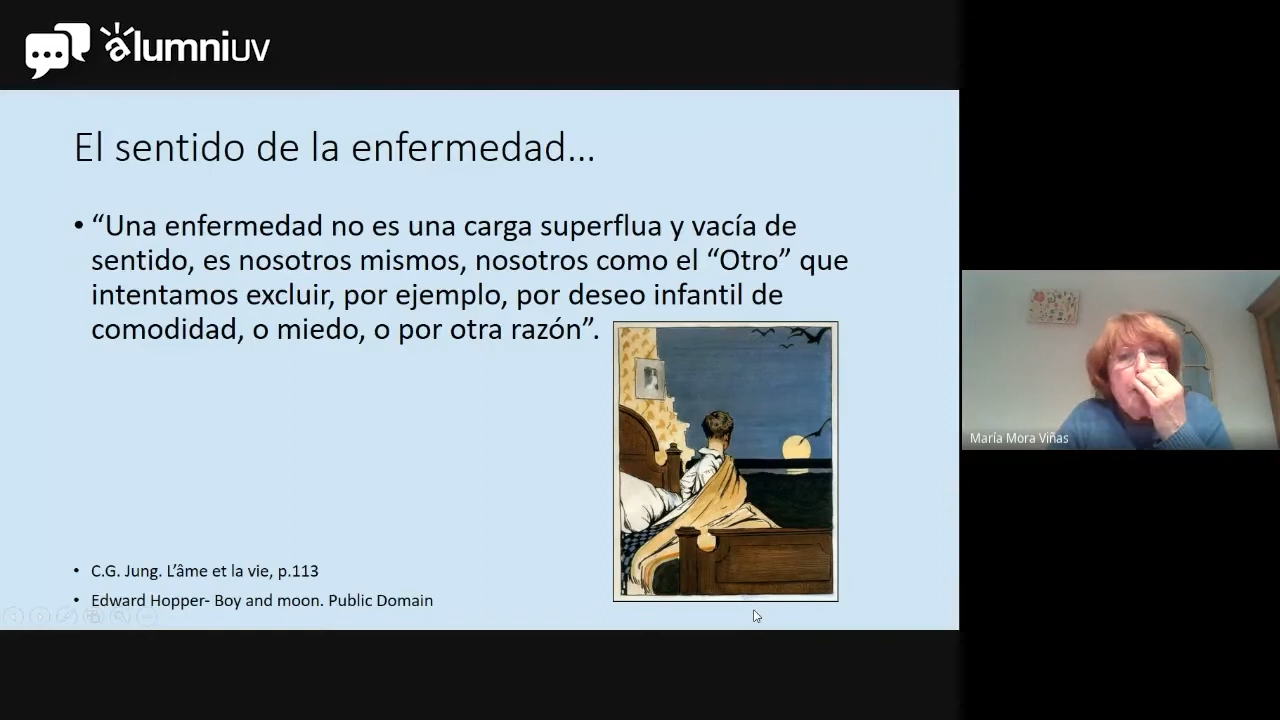 alumniuv
El sentido de la enfermedad...
• “Una enfermedad no es una carga superflua y vacía de
sentido, es nosotros mismos, nosotros como el “Otro” que
intentamos excluir, por ejemplo, por deseo infantil de
comodidad, o miedo, o por otra razón”.
• C.G. Jung. L’âme et la vie, p.113
• Edward Hopper- Boy and moon. Public Domain
María Mora Viñas